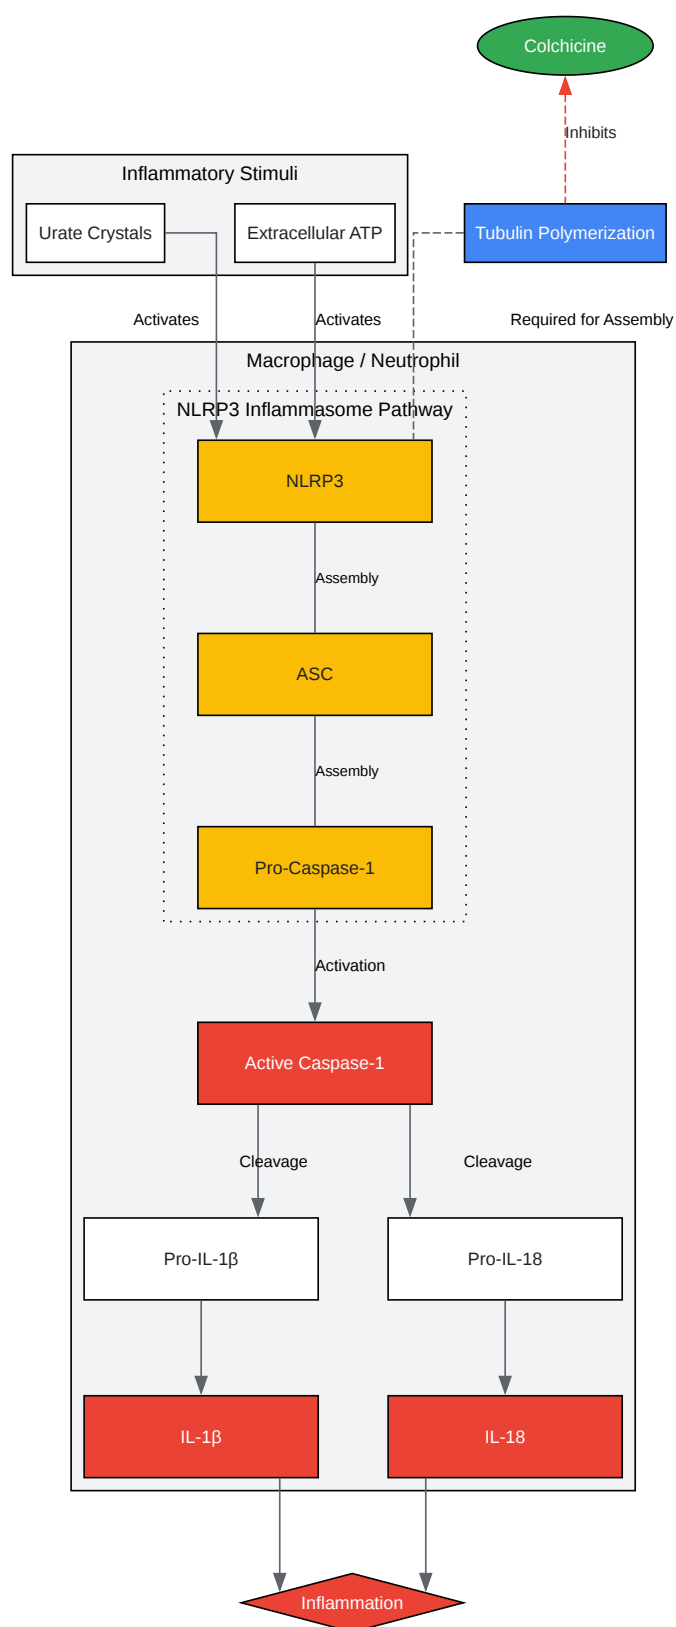 Colchicine
Inhibits
Inflammatory Stimuli
Urate Crystals
Extracellular ATP
Tubulin Polymerization
Activates
Activates
Required for Assembly
Macrophage / Neutrophil
NLRP3 Inflammasome Pathway
NLRP3
Assembly
ASC
Assembly
Pro-Caspase-1
Activation
Active Caspase-1
Cleavage
Cleavage
Pro-IL-1β
Pro-IL-18
IL-1β
IL-18
Inflammation